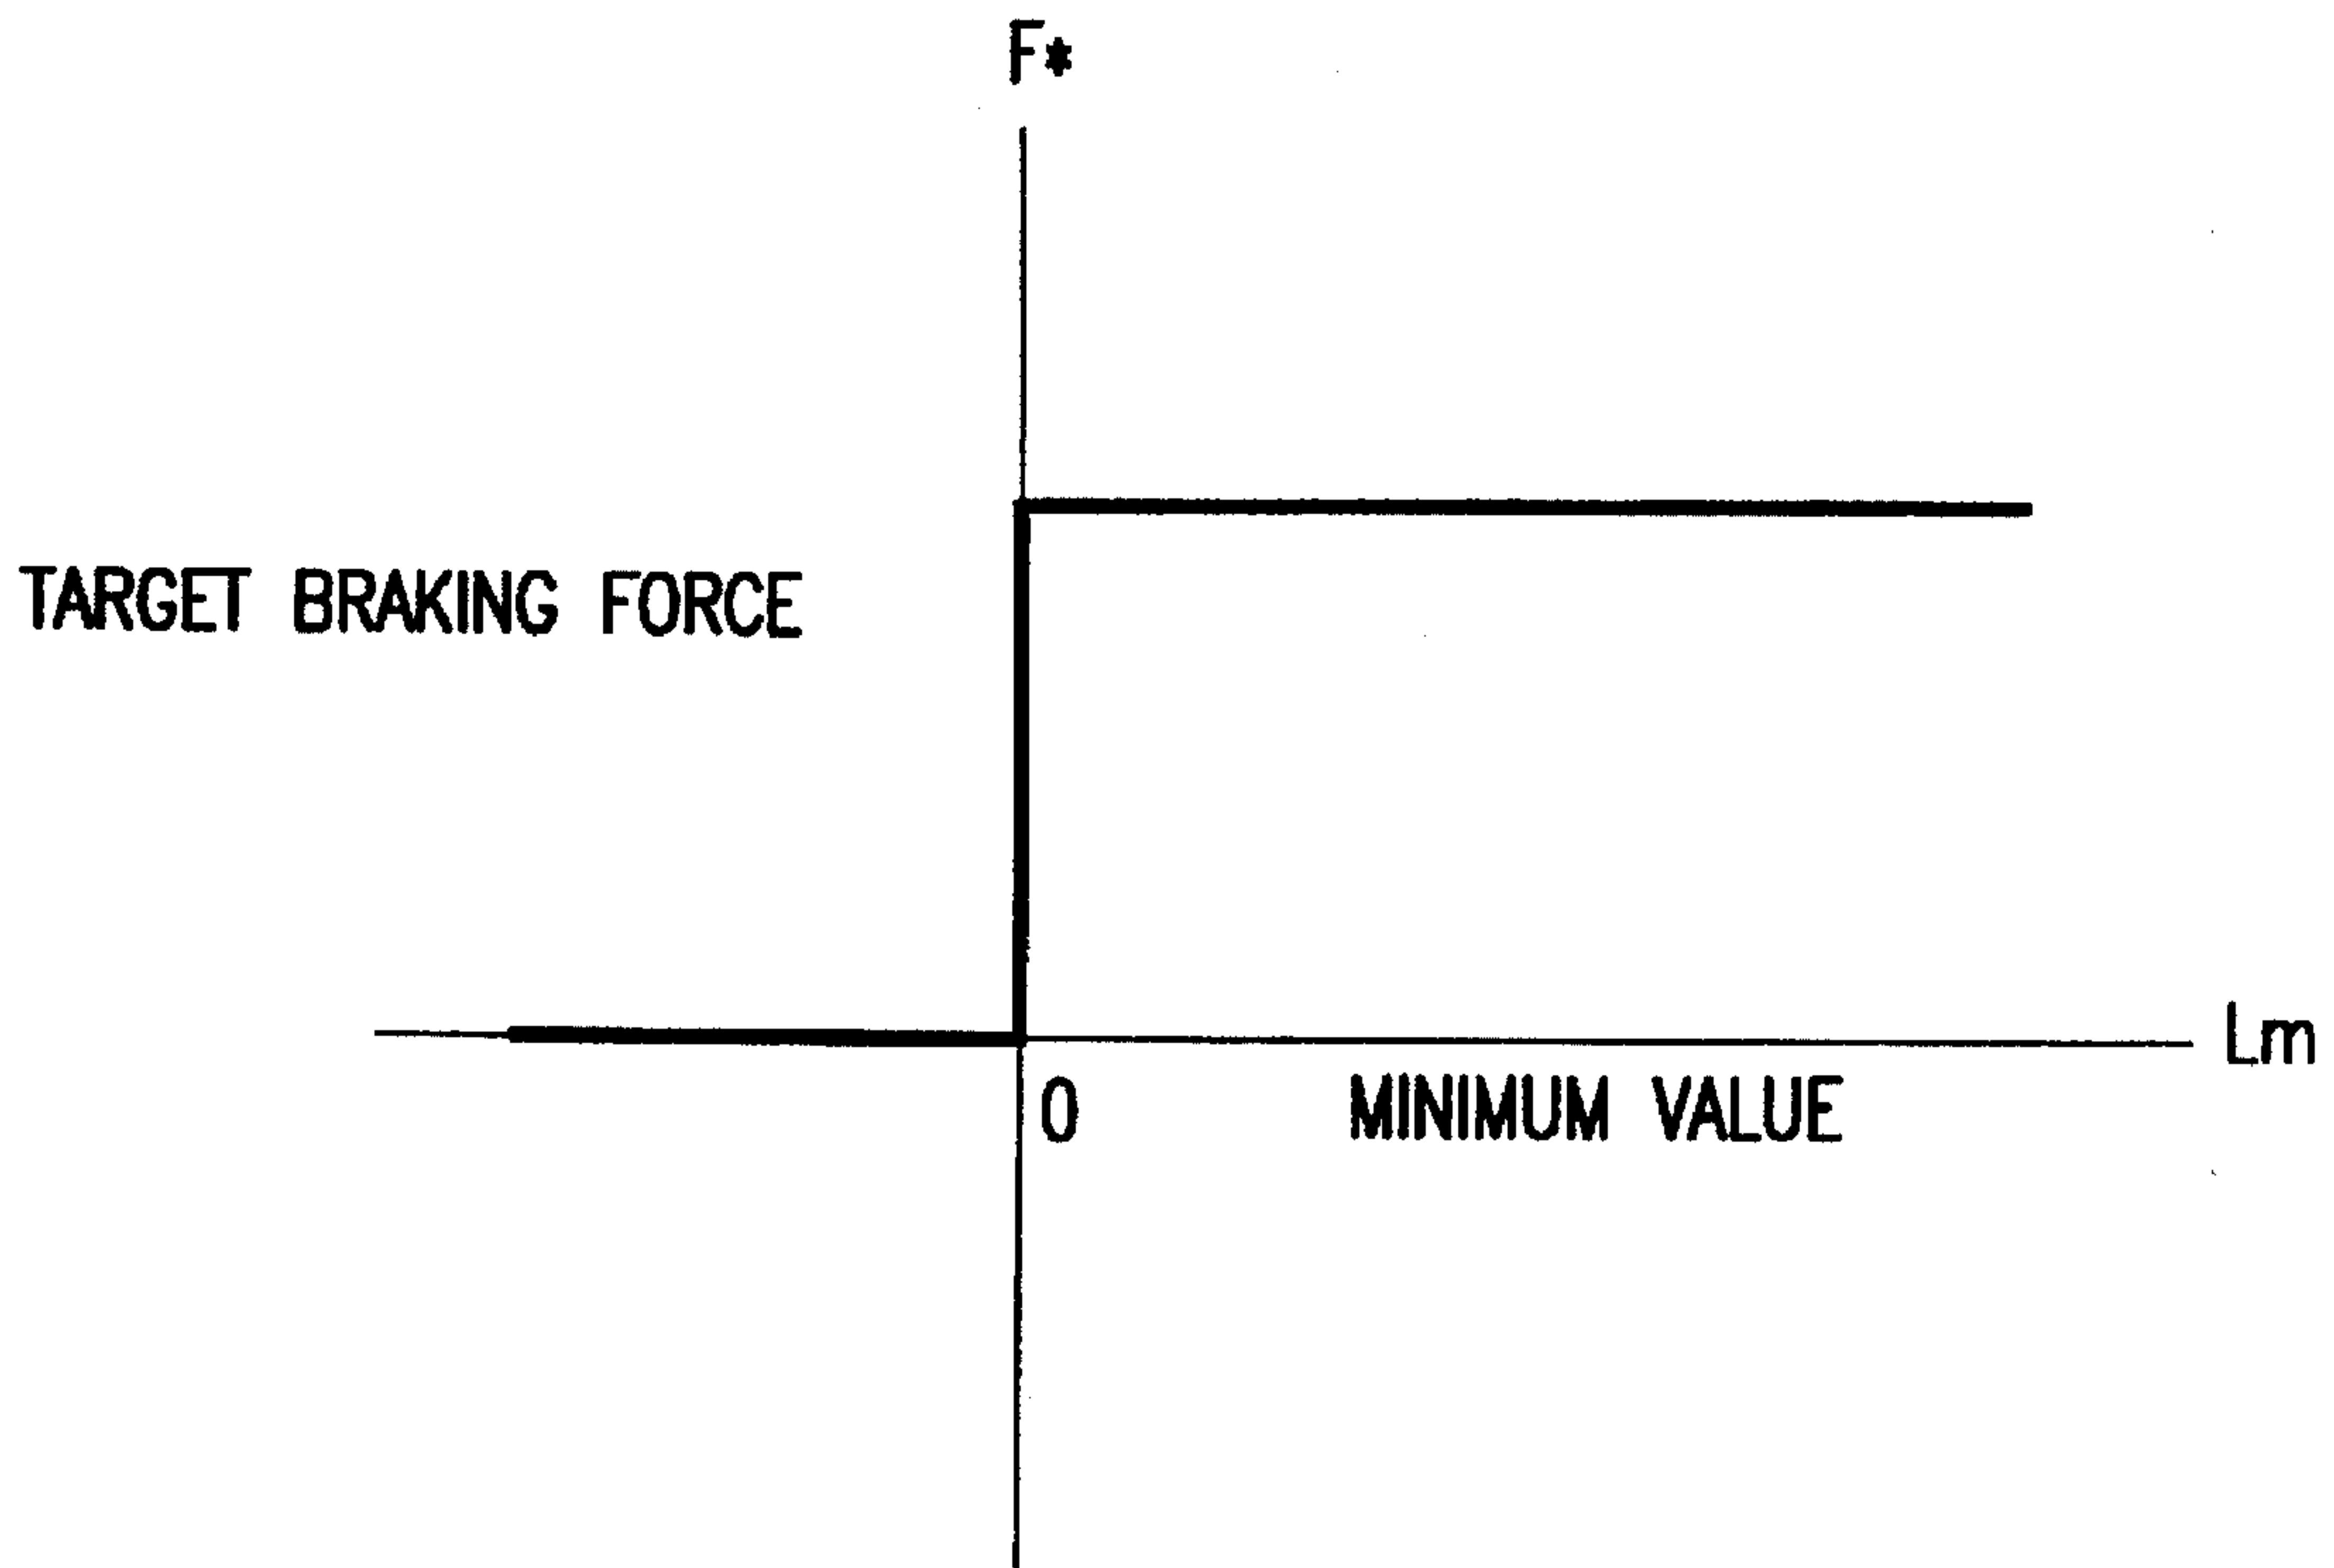 F*
TARGET BRAKING FORCE
Lm
0
MINIMUM VALUE